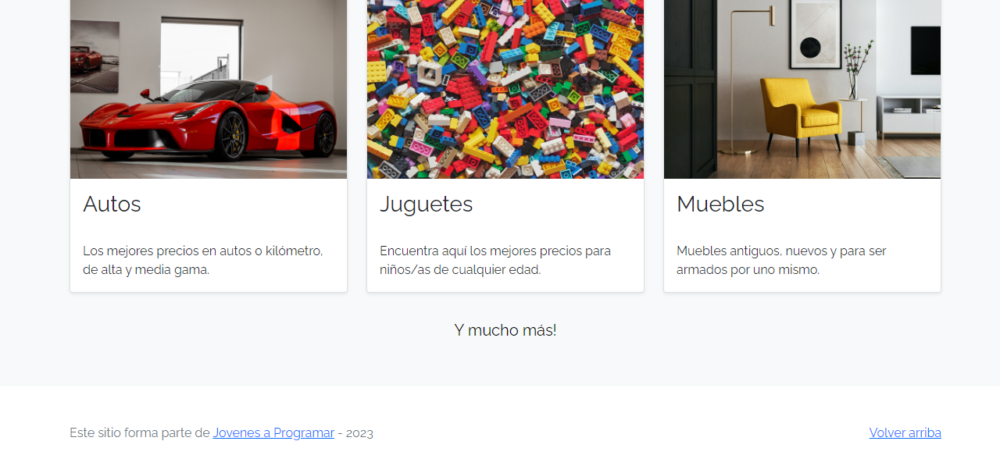 Autos
Los mejores precios en autos 0 kilómetro,
de alta y media gama.
Juguetes
Encuentra aquí los mejores precios para
niños/as de cualquier edad.
Muebles
Muebles antiguos, nuevos y para ser
armados por uno mismo.
Y mucho más!
Este sitio forma parte de Jovenes a Programar - 2023
Volver arriba